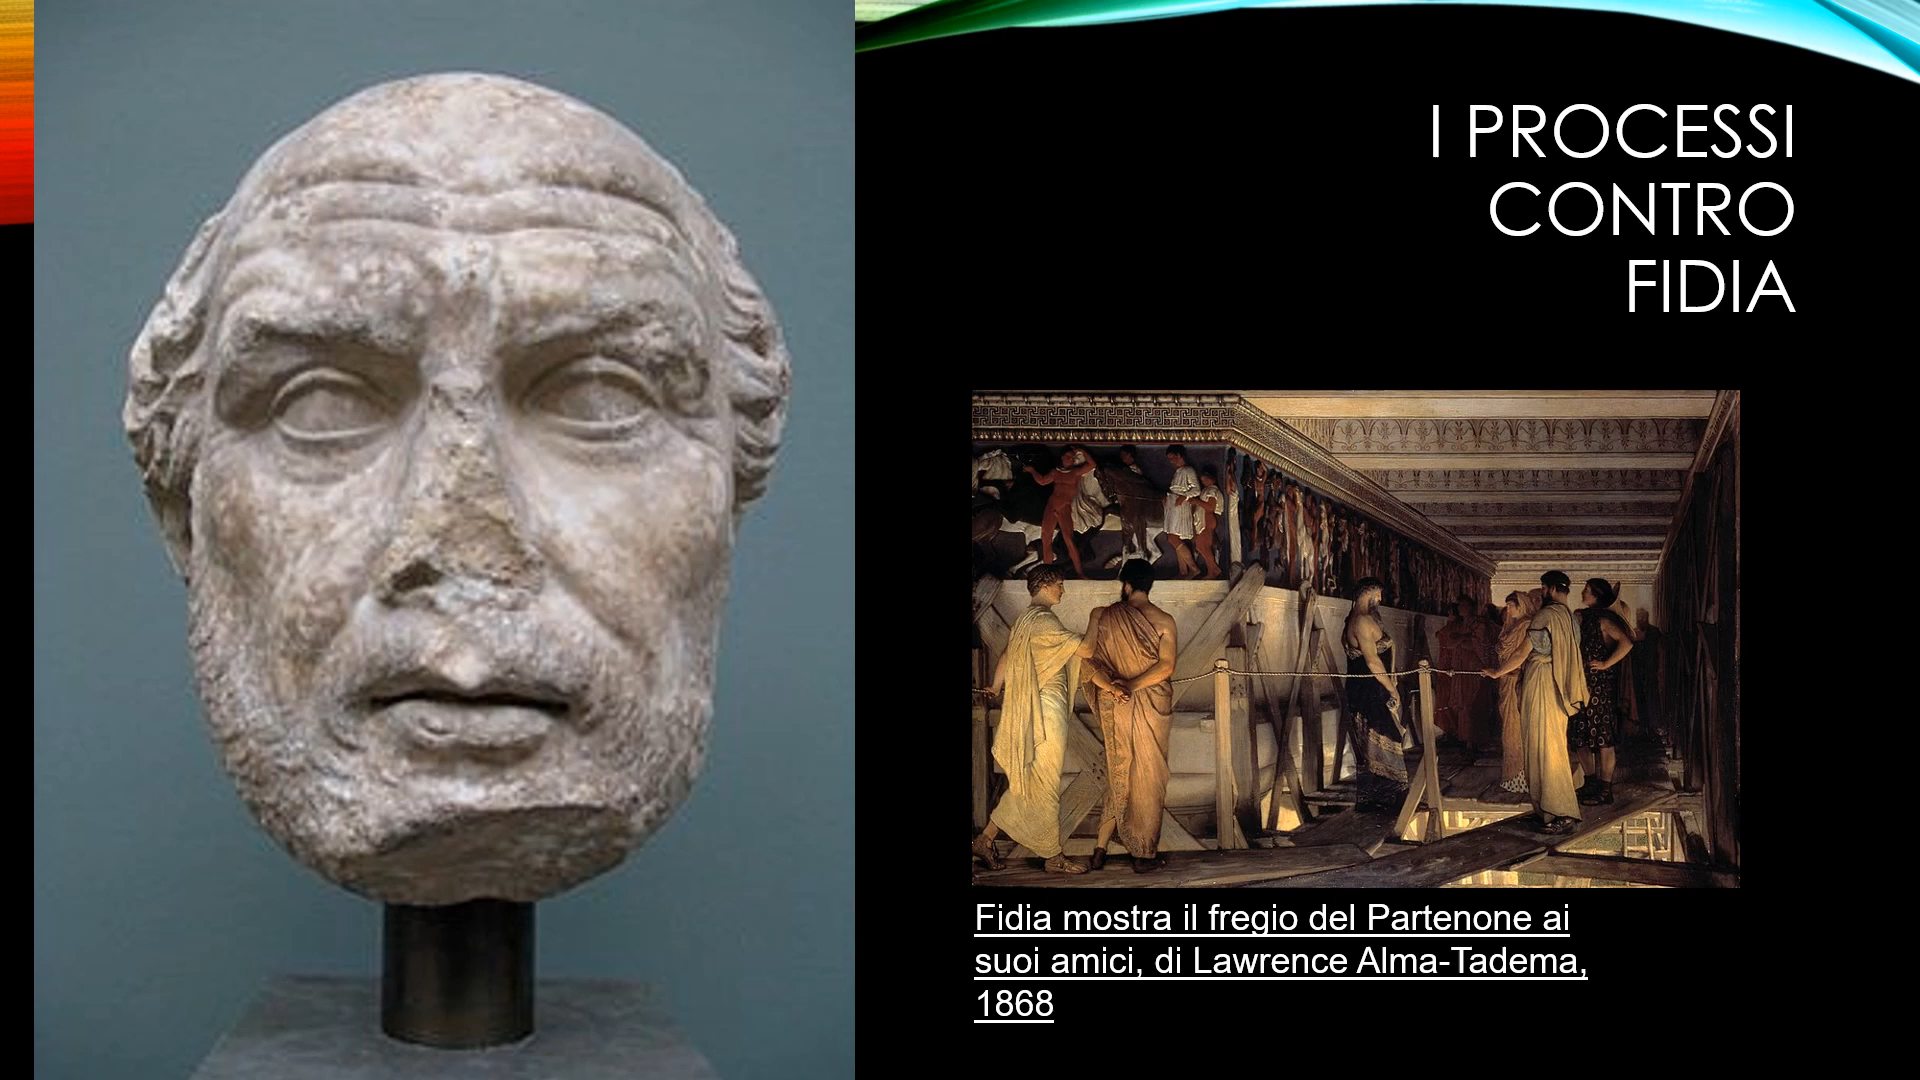 I PROCESSI
CONTRO
FIDIA
Fidia mostra il fregio del Partenone ai
suoi amici, di Lawrence Alma-Tadema,
1868